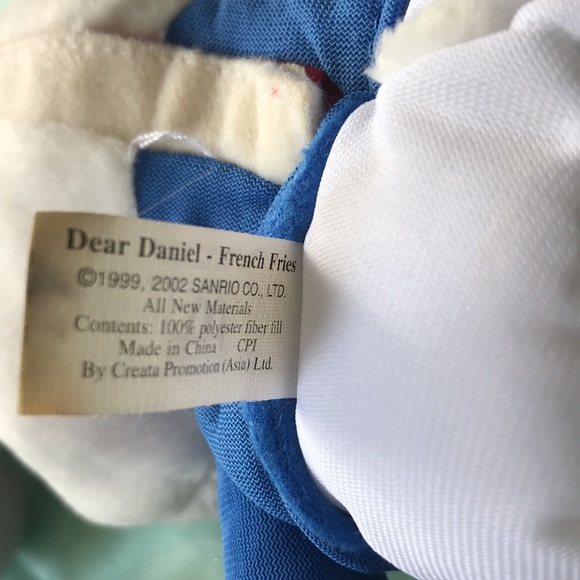 Dear Daniel - French Fries
©1999, 2002 SANRIO CO., LTD.
All New Materials
Contents: 100% polyester fiber fill
Made in China CPI
By Creata Promotion (Asia) Ltd.